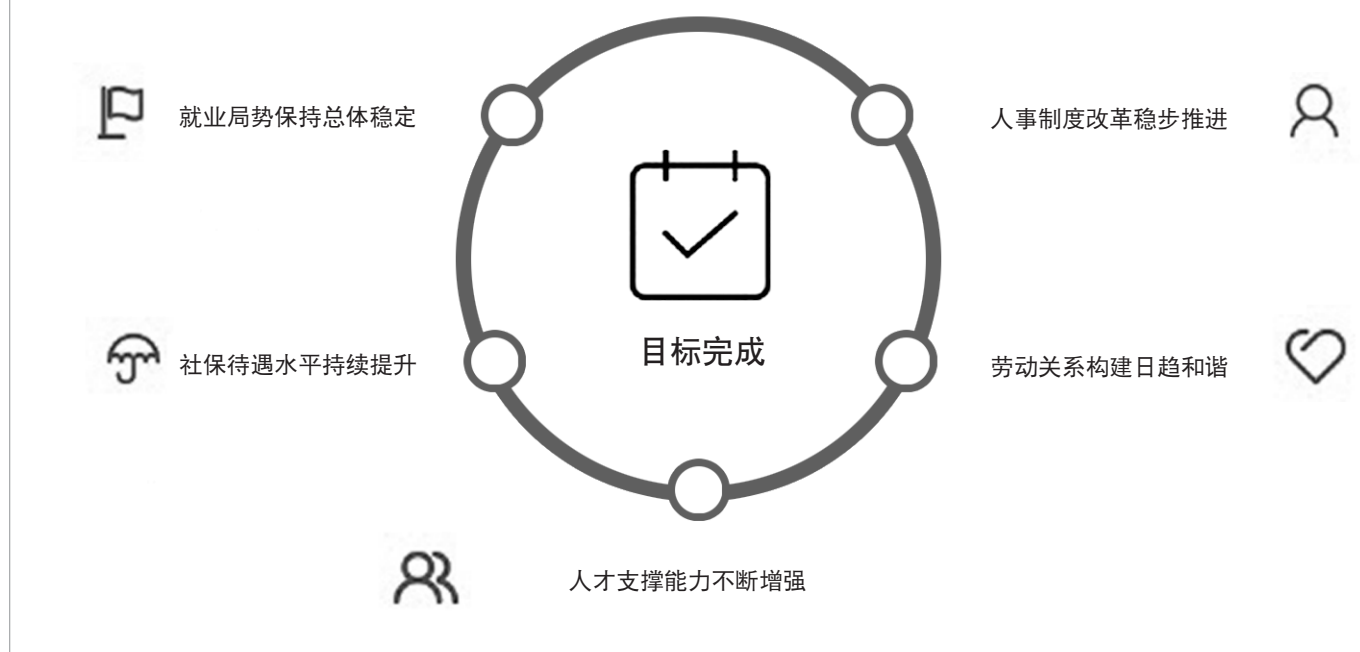 就业局势保持总体稳定
人事制度改革稳步推进
目标完成
社保待遇水平持续提升
劳动关系构建日趋和谐
人才支撑能力不断增强